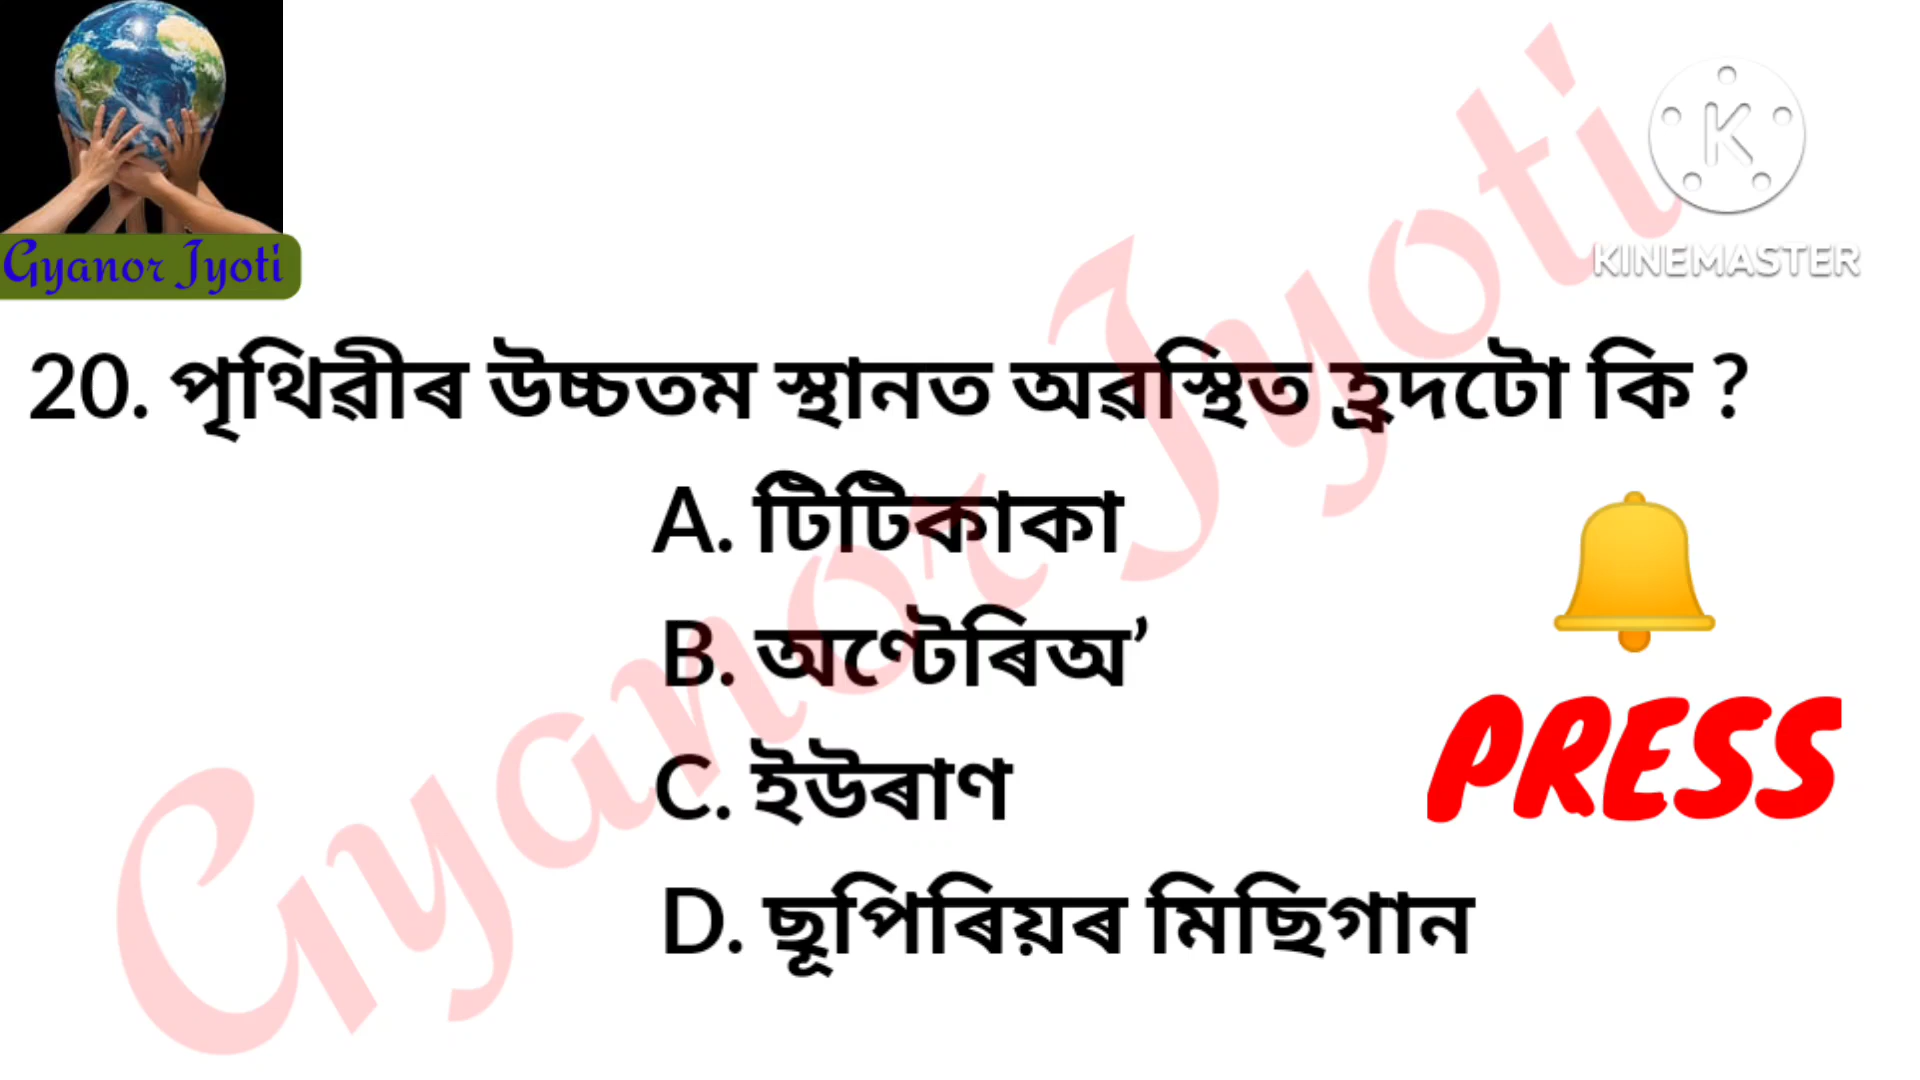 Gyanor Jyoti
K
KINEMASTER
20. পৃথিৱীৰ উচ্চতম স্থানত অৱস্থিত হ্ৰদটো কি ?
A. টিটিকাকা
B. অণ্টেৰিঅ’
C. ইউৰাণ
D. ছূপিৰিয়ৰ মিছিগান
PRESS
Gyanor Jyoti